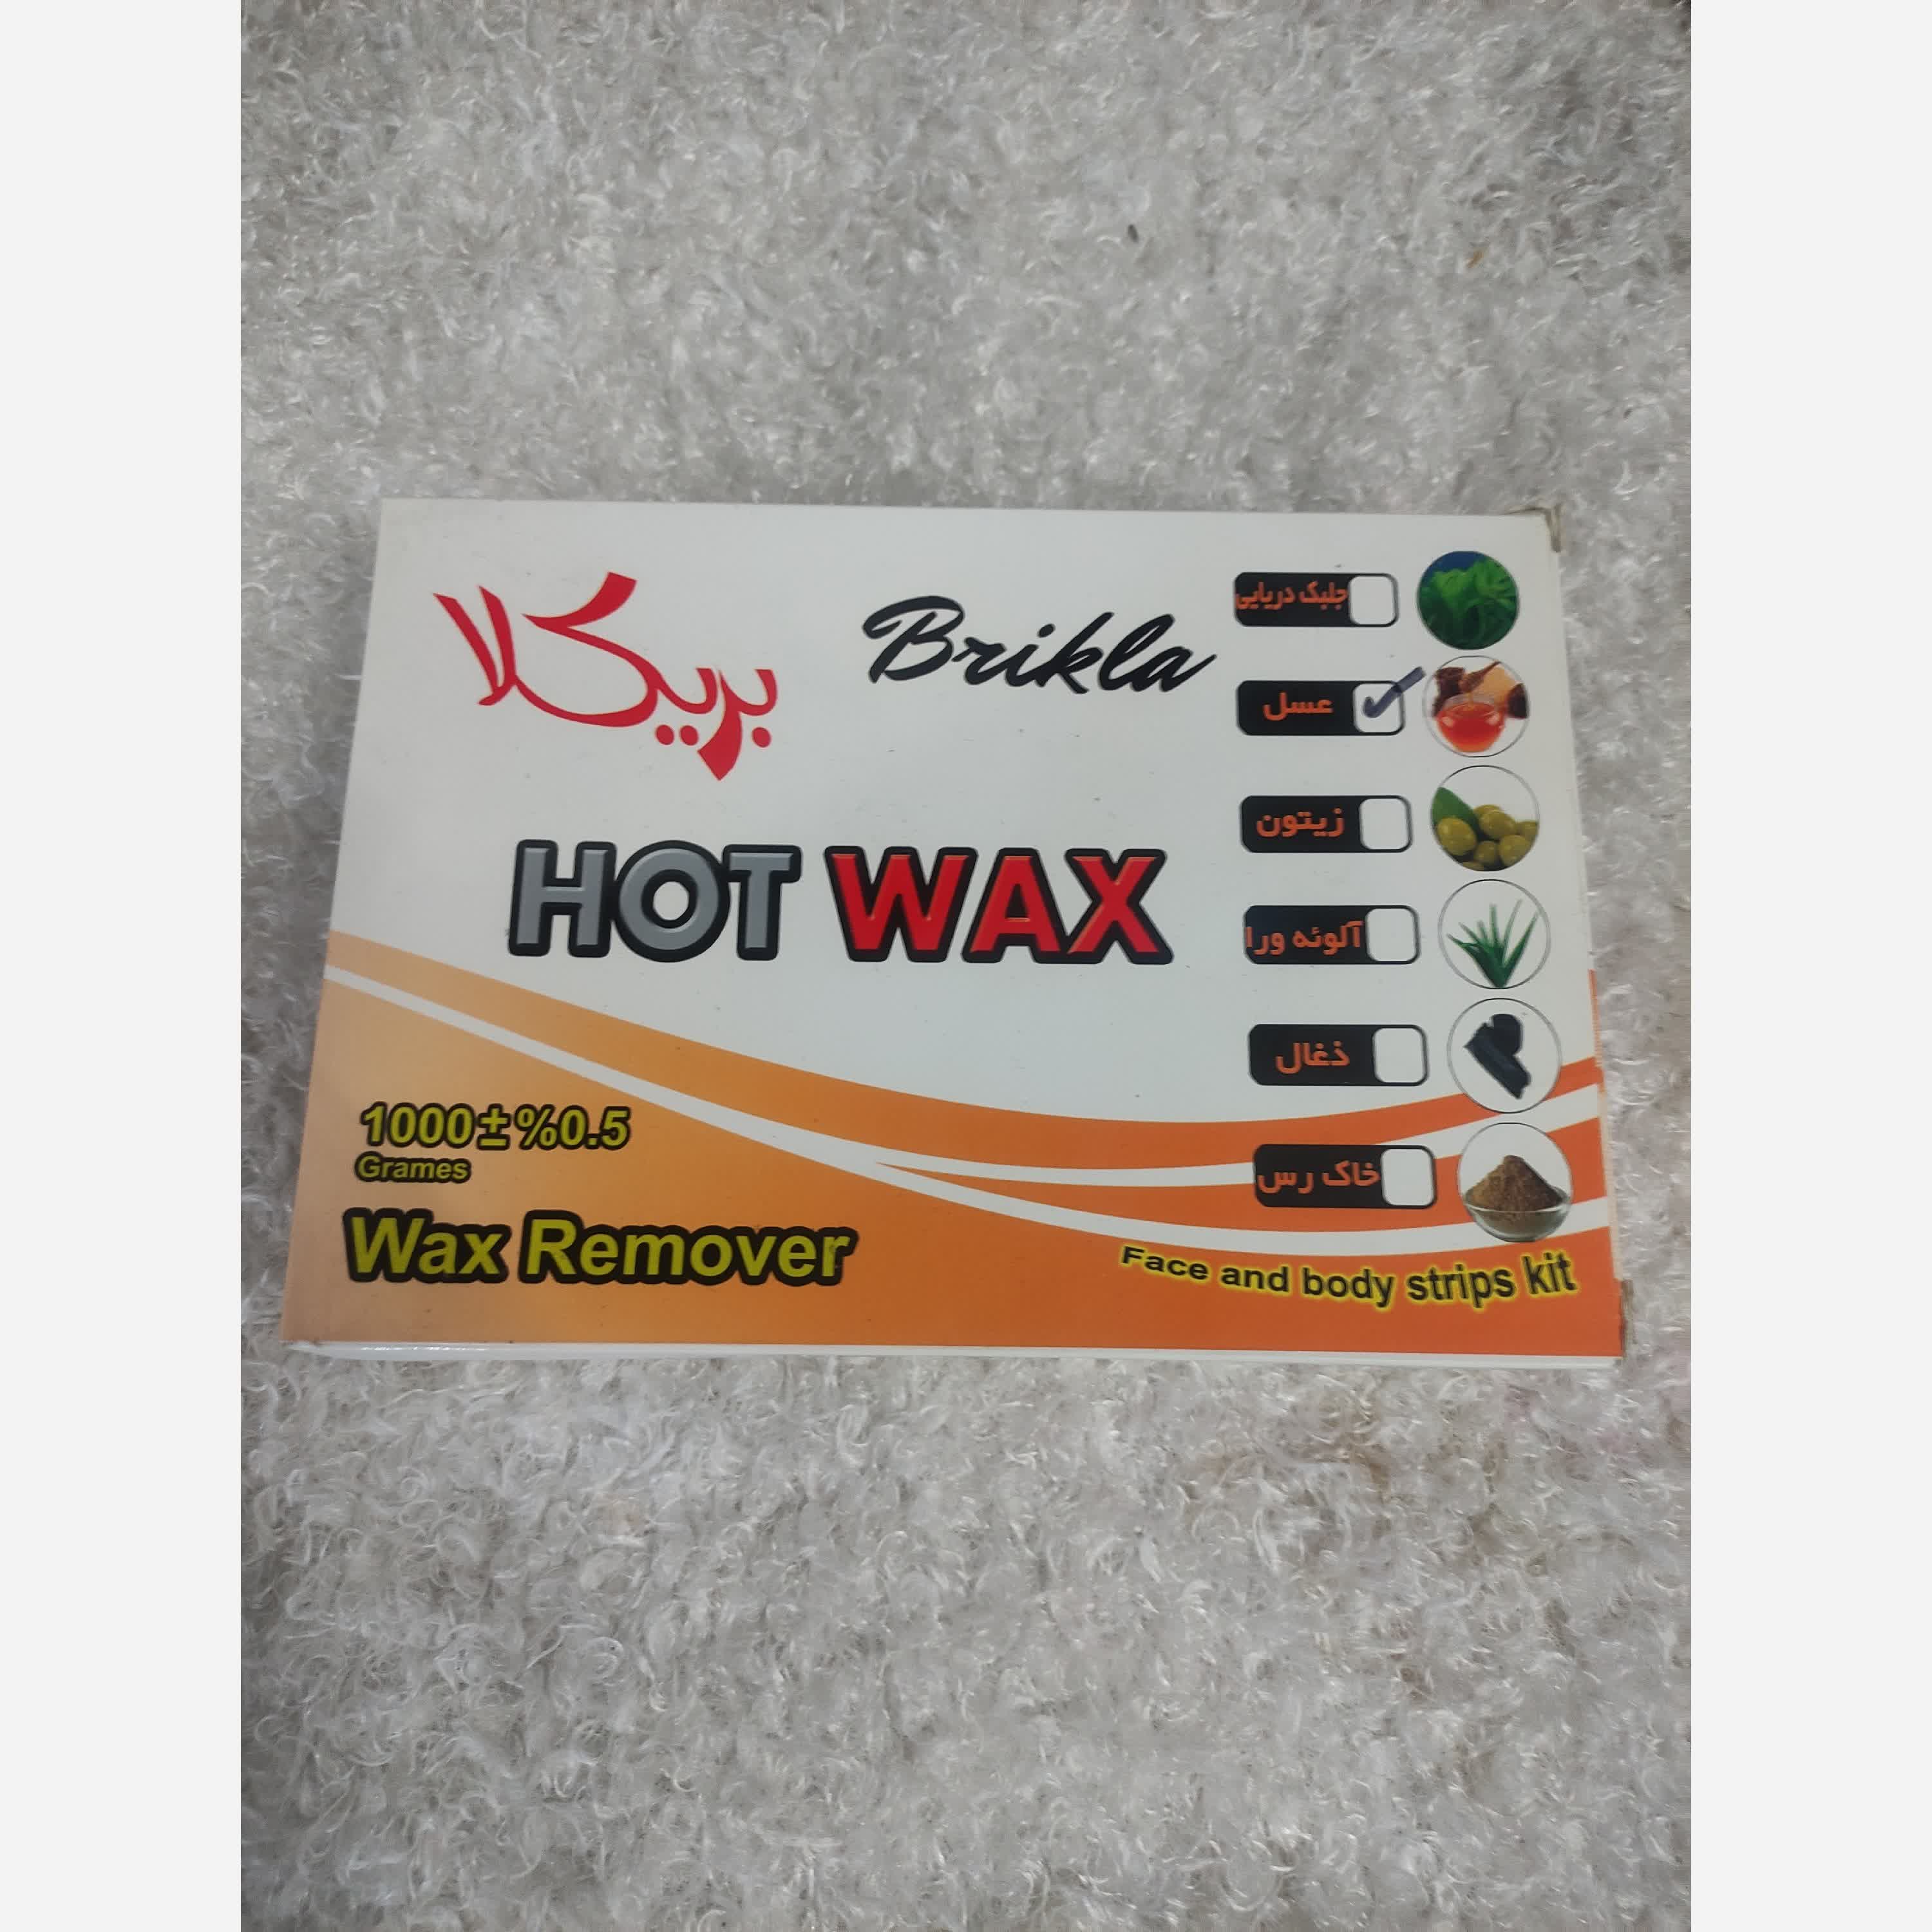 بریکلا
Brikla
HOT WAX
جلبک دریایی
عسل
زیتون
آلوئه ورا
ذغال
خاک رس
1000±%0.5
Grames
Wax Remover
Face and body strips kit